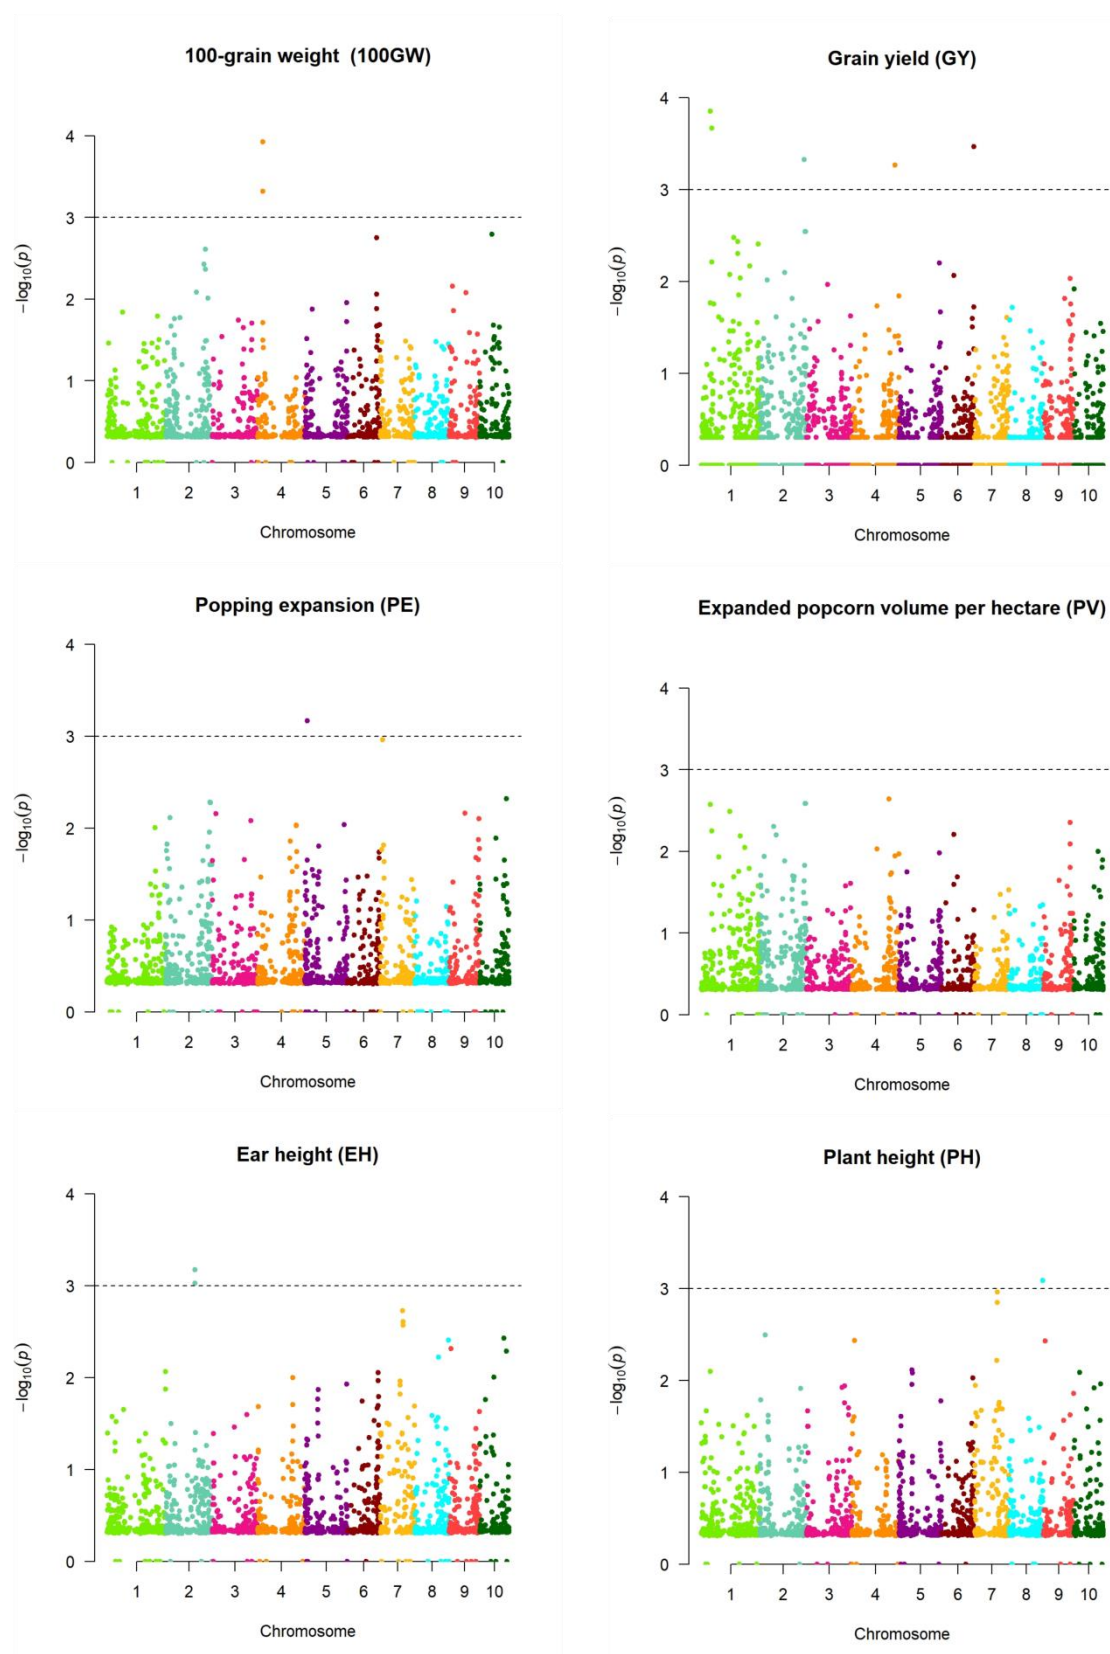 100-grain weight (100GW)
4
3
2
1
0
−log10(p)
1 2 3 4 5 6 7 8 9 10
Chromosome
Grain yield (GY)
4
3
2
1
0
−log10(p)
1 2 3 4 5 6 7 8 9 10
Chromosome
Popping expansion (PE)
4
3
2
1
0
−log10(p)
1 2 3 4 5 6 7 8 9 10
Chromosome
Expanded popcorn volume per hectare (PV)
4
3
2
1
0
−log10(p)
1 2 3 4 5 6 7 8 9 10
Chromosome
Ear height (EH)
4
3
2
1
0
−log10(p)
1 2 3 4 5 6 7 8 9 10
Chromosome
Plant height (PH)
4
3
2
1
0
−log10(p)
1 2 3 4 5 6 7 8 9 10
Chromosome